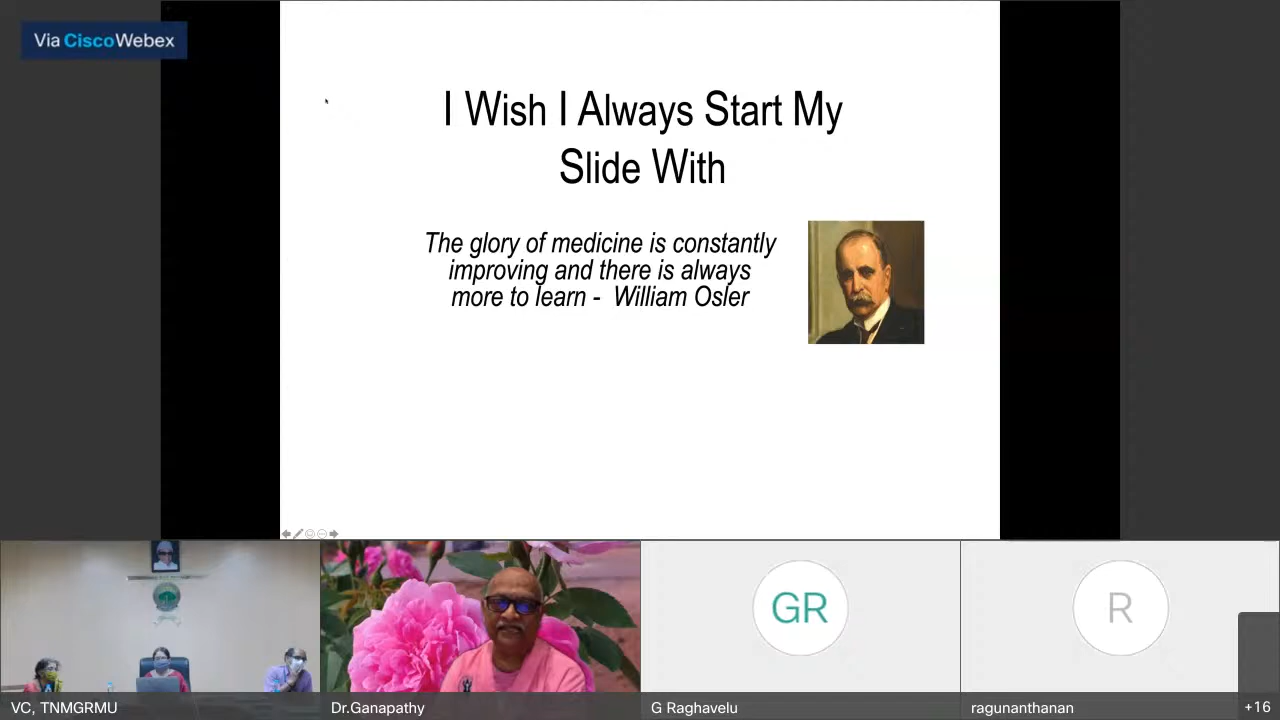 Via CiscoWebex
I Wish I Always Start My
Slide With
The glory of medicine is constantly
improving and there is always
more to learn - William Osler
GR
R
VC, TNMGRMU
Dr.Ganapathy
G Raghavelu
ragunanthanan
+16